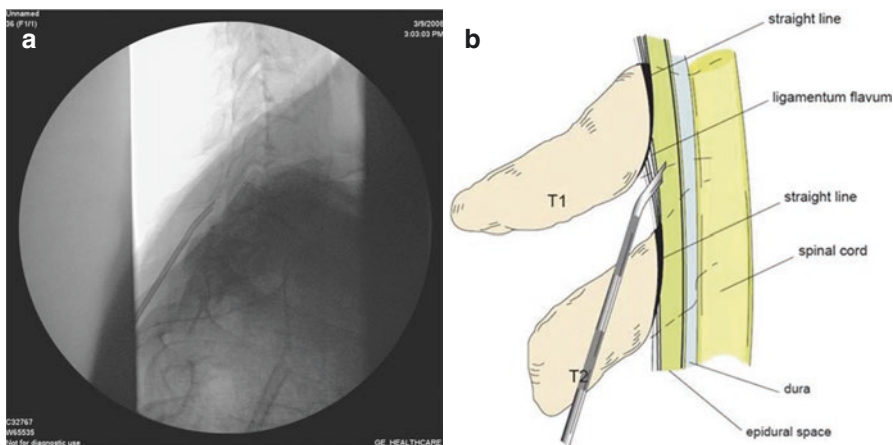 Unnamed
36 (F1/1)
3/9/2008
3:03:03 PM
a
C92767
W65535
Not for diagnostic use
GE HEALTHCARE
b
straight line
ligamentum flavum
straight line
spinal cord
dura
epidural space
T1
T2